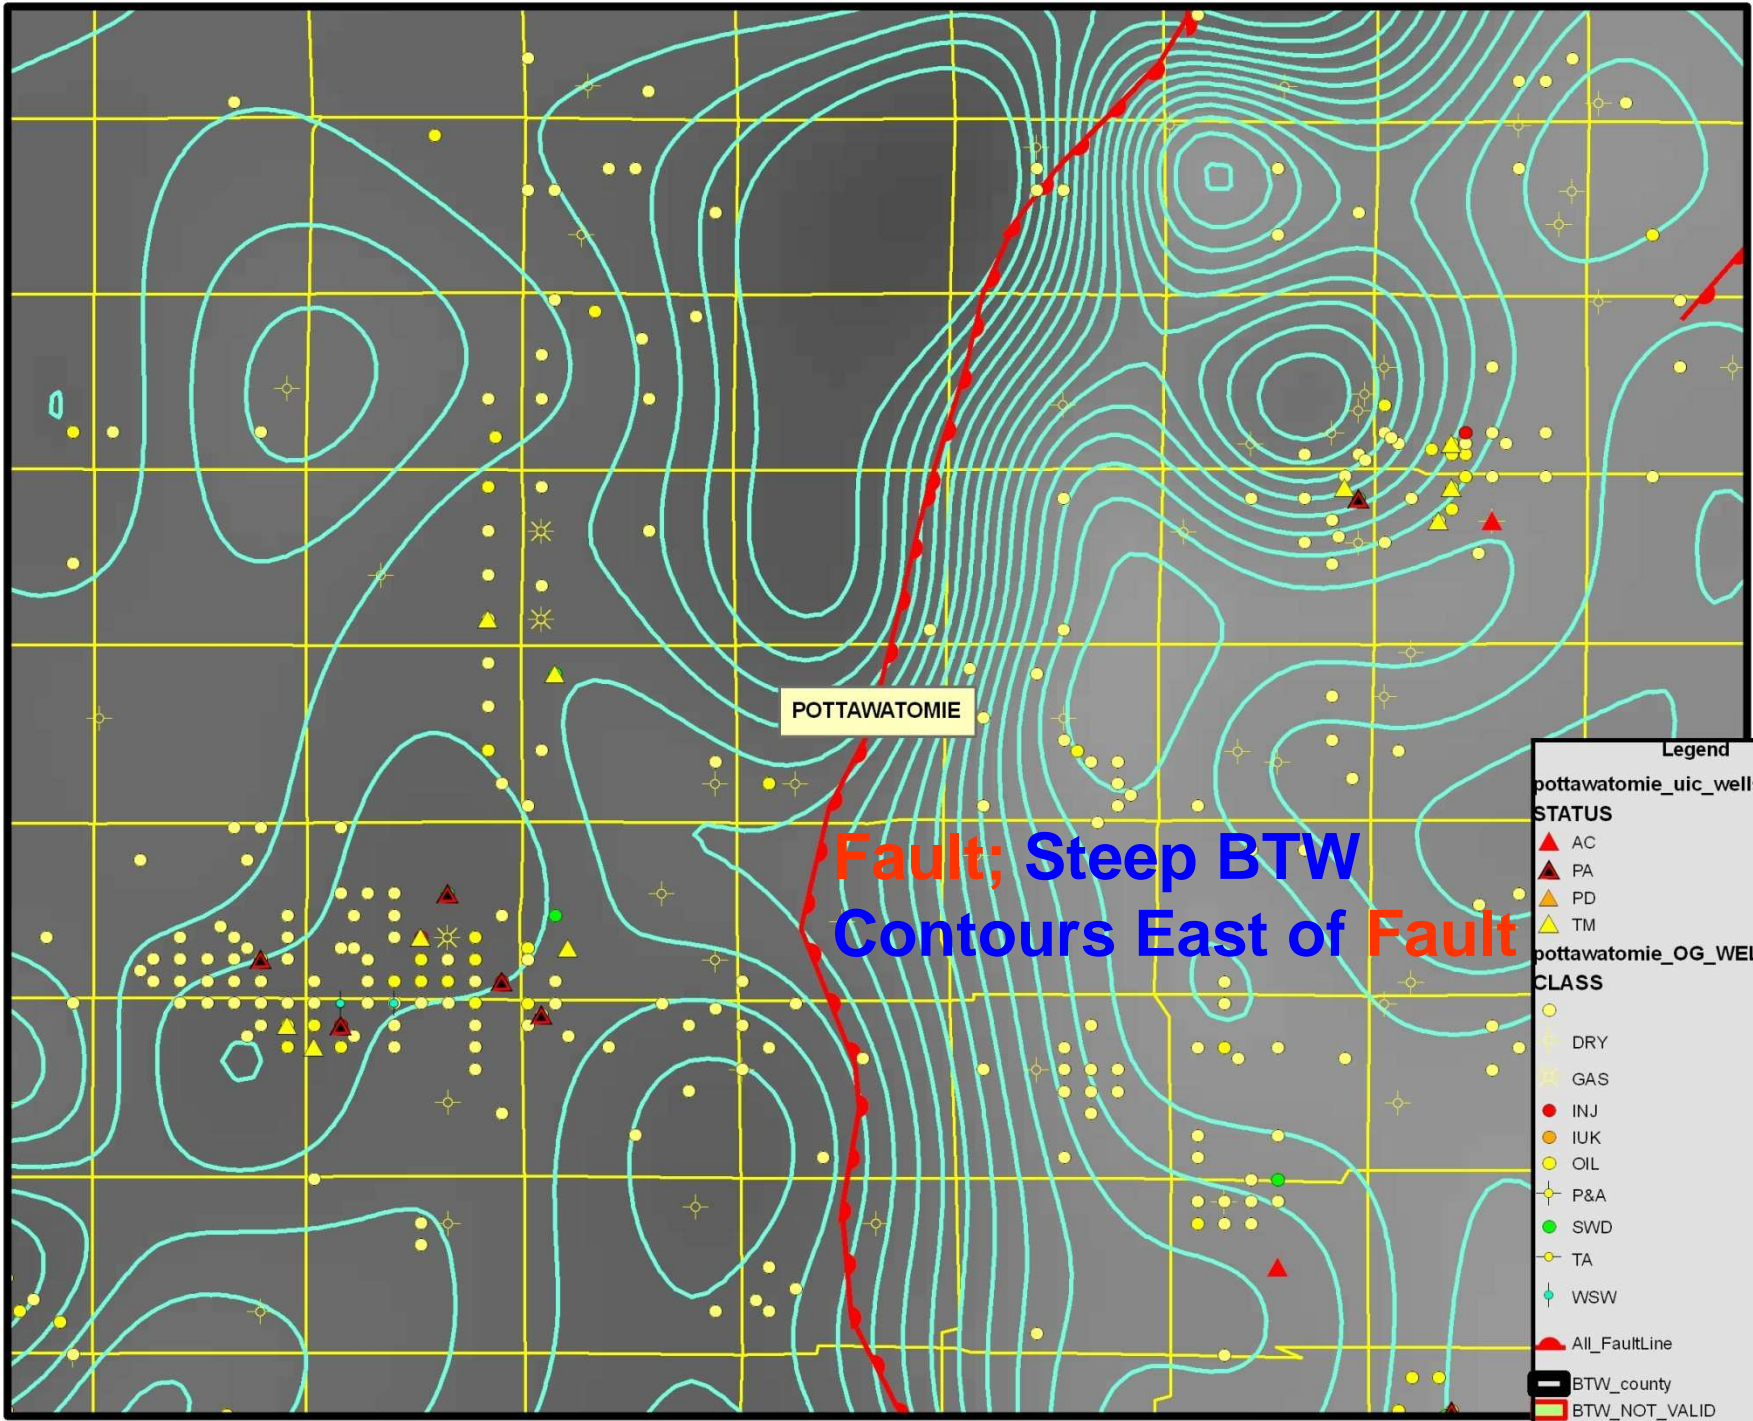 POTTAWATOMIE
Fault; Steep BTW
Contours East of Fault
Legend
pottawatomie_uic_well
STATUS
AC
PA
PD
TM
pottawatomie_OG_WEL
CLASS
DRY
GAS
INJ
IUK
OIL
P&A
SWD
TA
WSW
All_FaultLine
BTW_county
BTW_NOT_VALID